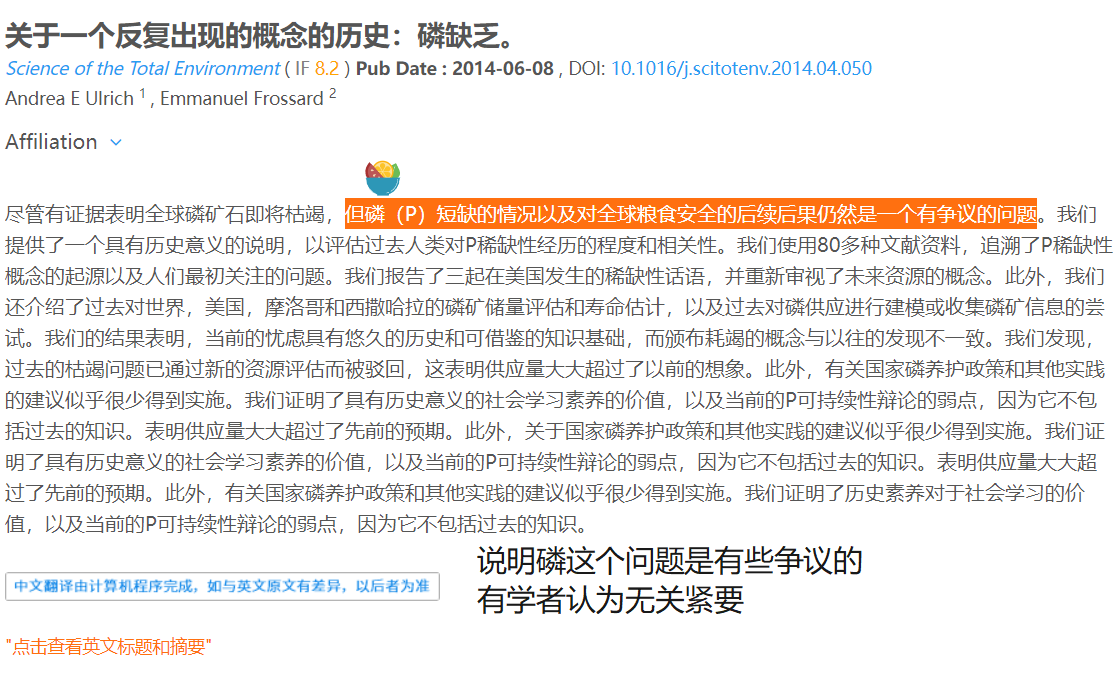 关于一个反复出现的概念的历史：磷缺乏。
Science of the Total Environment ( IF 8.2 ) Pub Date : 2014-06-08 , DOI: 10.1016/j.scitotenv.2014.04.050
Andrea E Ulrich 1 , Emmanuel Frossard 2
Affiliation
尽管有证据表明全球磷矿石即将枯竭，但磷（P）短缺的情况以及对全球粮食安全的后续后果仍然是一个有争议的问题。我们
提供了一个具有历史意义的说明，以评估过去人类对P稀缺性经历的程度和相关性。我们使用80多种文献资料，追溯了P稀缺性
概念的起源以及人们最初关注的问题。我们报告了三起在美国发生的稀缺性话语，并重新审视了未来资源的概念。此外，我们
还介绍了过去对世界，美国，摩洛哥和西撒哈拉的磷矿储量评估和寿命估计，以及过去对磷供应进行建模或收集磷矿信息的尝
试。我们的结果表明，当前的忧虑具有悠久的历史和可借鉴的知识基础，而颁布耗竭的概念与以往的发现不一致。我们发现，
过去的枯竭问题已通过新的资源评估而被驳回，这表明供应量大大超过了以前的想象。此外，有关国家磷养护政策和其他实践
的建议似乎很少得到实施。我们证明了具有历史意义的社会学习素养的价值，以及当前的P可持续性辩论的弱点，因为它不包
括过去的知识。表明供应量大大超过了先前的预期。此外，关于国家磷养护政策和其他实践的建议似乎很少得到实施。我们证
明了具有历史意义的社会学习素养的价值，以及当前的P可持续性辩论的弱点，因为它不包括过去的知识。表明供应量大大超
过了先前的预期。此外，有关国家磷养护政策和其他实践的建议似乎很少得到实施。我们证明了历史素养对于社会学习的价
值，以及当前的P可持续性辩论的弱点，因为它不包括过去的知识。
说明磷这个问题是有些争议的
中文翻译由计算机程序完成，如与英文原文有差异，以后者为准
有学者认为无关紧要
"点击查看英文标题和摘要"